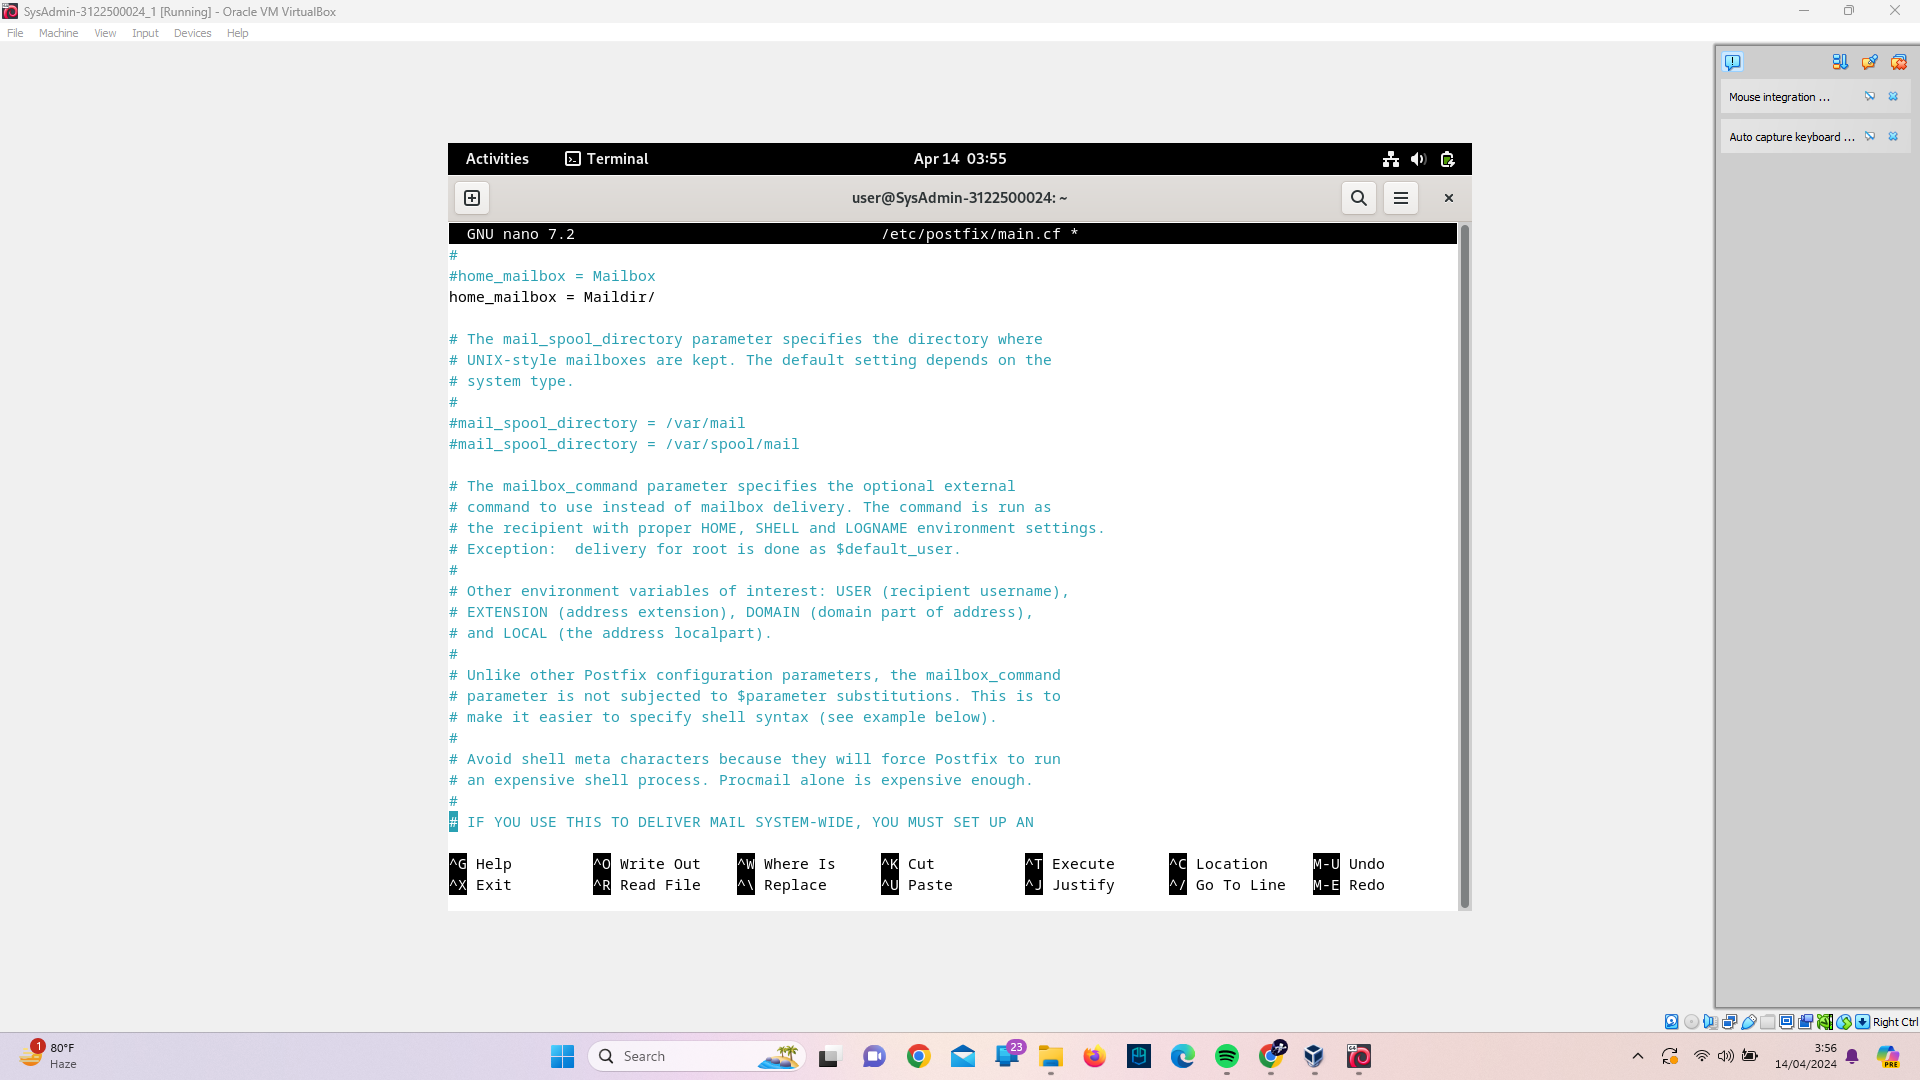 SysAdmin-3122500024_1 [Running] - Oracle VM VirtualBox
File Machine View Input Devices Help
Mouse integration ...
Auto capture keyboard ...
Activities Terminal Apr 14 03:55
user@SysAdmin-3122500024: ~
GNU nano 7.2 /etc/postfix/main.cf *
#
#home_mailbox = Mailbox
home_mailbox = Maildir/
# The mail_spool_directory parameter specifies the directory where
# UNIX-style mailboxes are kept. The default setting depends on the
# system type.
#
#mail_spool_directory = /var/mail
#mail_spool_directory = /var/spool/mail
# The mailbox_command parameter specifies the optional external
# command to use instead of mailbox delivery. The command is run as
# the recipient with proper HOME, SHELL and LOGNAME environment settings.
# Exception:  delivery for root is done as $default_user.
#
# Other environment variables of interest: USER (recipient username),
# EXTENSION (address extension), DOMAIN (domain part of address),
# and LOCAL (the address localpart).
#
# Unlike other Postfix configuration parameters, the mailbox_command
# parameter is not subjected to $parameter substitutions. This is to
# make it easier to specify shell syntax (see example below).
#
# Avoid shell meta characters because they will force Postfix to run
# an expensive shell process. Procmail alone is expensive enough.
#
# IF YOU USE THIS TO DELIVER MAIL SYSTEM-WIDE, YOU MUST SET UP AN
^G Help ^O Write Out ^W Where Is ^K Cut ^T Execute ^C Location M-U Undo
^X Exit ^R Read File ^\ Replace ^U Paste ^J Justify ^/ Go To Line M-E Redo
Right Ctrl
1 80°F
Haze
Search
23
3:56
14/04/2024
PRE